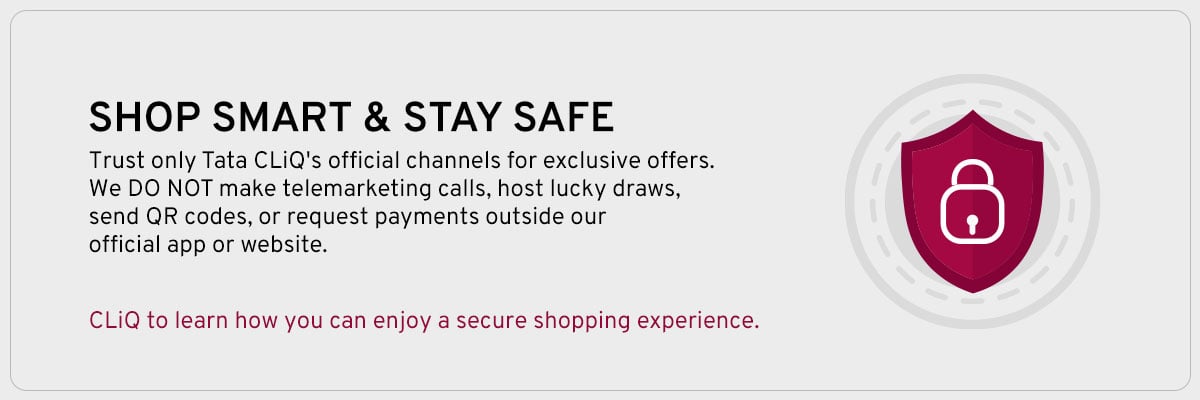 SHOP SMART & STAY SAFE
Trust only Tata CLiQ's official channels for exclusive offers.
We DO NOT make telemarketing calls, host lucky draws,
send QR codes, or request payments outside our
official app or website.
CLiQ to learn how you can enjoy a secure shopping experience.